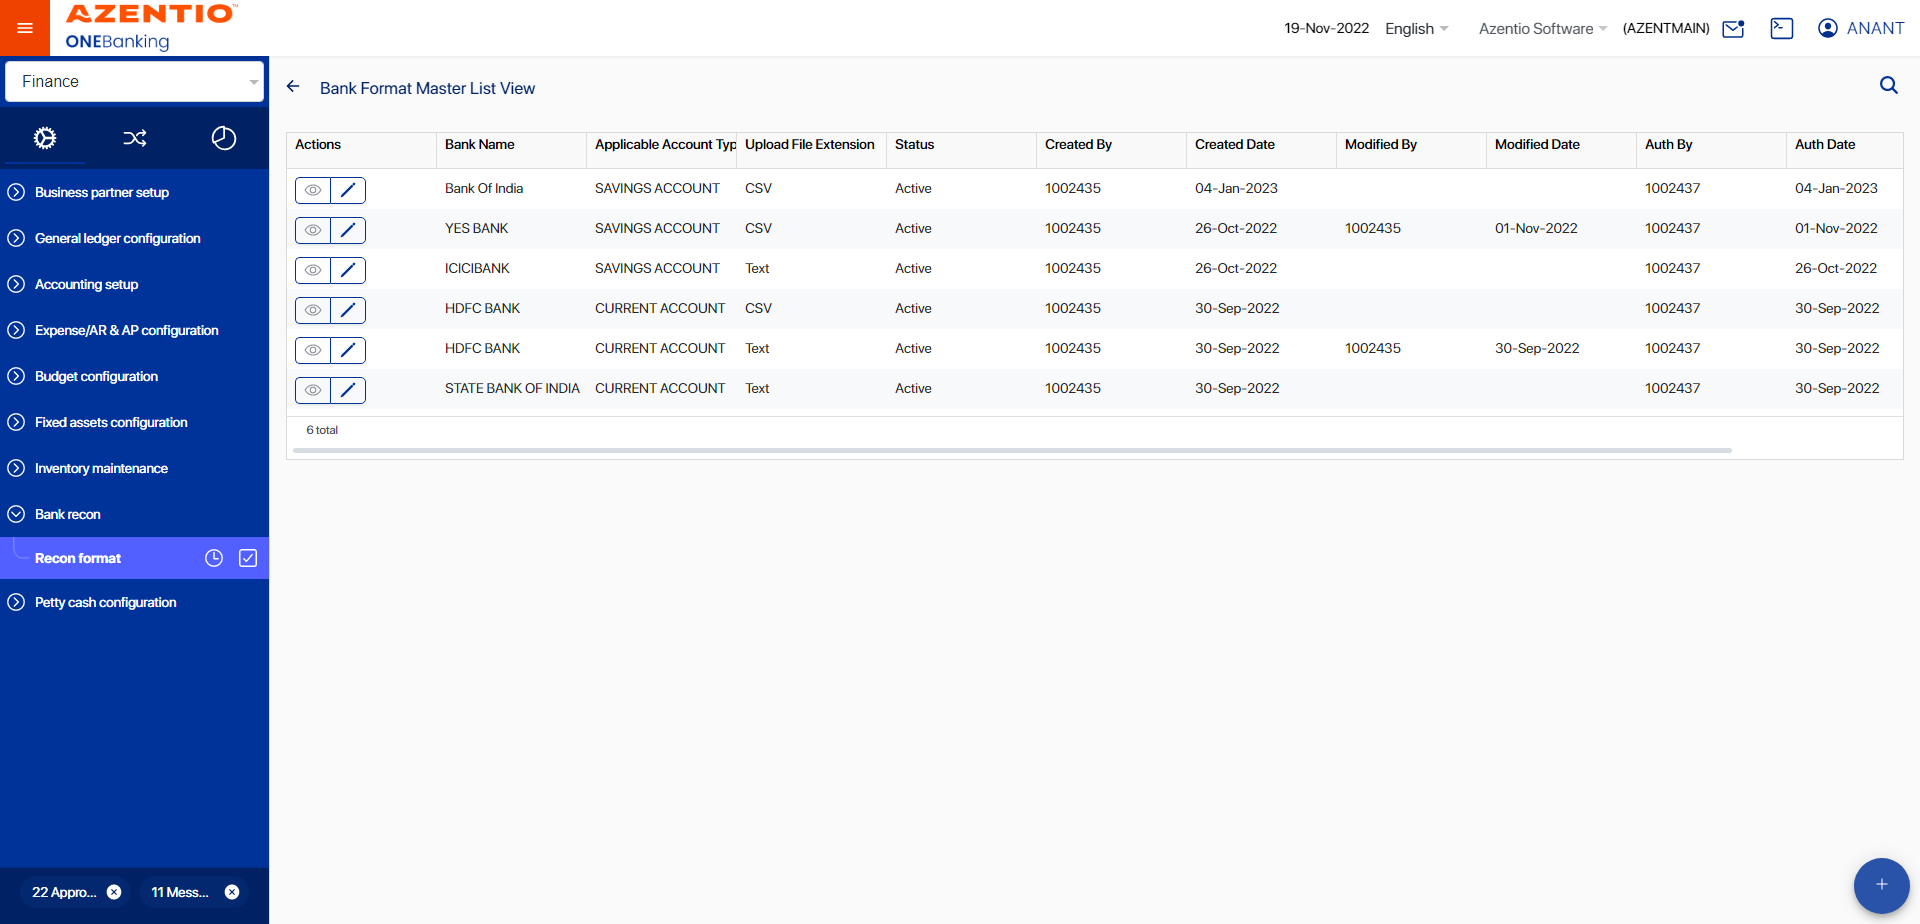 AZENTIO™
ONEBanking
19-Nov-2022 English Azentio Software (AZENTMAIN) ANANT
Finance
Business partner setup
General ledger configuration
Accounting setup
Expense/AR & AP configuration
Budget configuration
Fixed assets configuration
Inventory maintenance
Bank recon
Recon format
Petty cash configuration
22 Appro... 11 Mess...
Bank Format Master List View
Actions Bank Name Applicable Account Typ Upload File Extension Status Created By Created Date Modified By Modified Date Auth By Auth Date
Bank Of India SAVINGS ACCOUNT CSV Active 1002435 04-Jan-2023 1002437 04-Jan-2023
YES BANK SAVINGS ACCOUNT CSV Active 1002435 26-Oct-2022 1002435 01-Nov-2022 1002437 01-Nov-2022
ICICIBANK SAVINGS ACCOUNT Text Active 1002435 26-Oct-2022 1002437 26-Oct-2022
HDFC BANK CURRENT ACCOUNT CSV Active 1002435 30-Sep-2022 1002437 30-Sep-2022
HDFC BANK CURRENT ACCOUNT Text Active 1002435 30-Sep-2022 1002435 30-Sep-2022 1002437 30-Sep-2022
STATE BANK OF INDIA CURRENT ACCOUNT Text Active 1002435 30-Sep-2022 1002437 30-Sep-2022
6 total